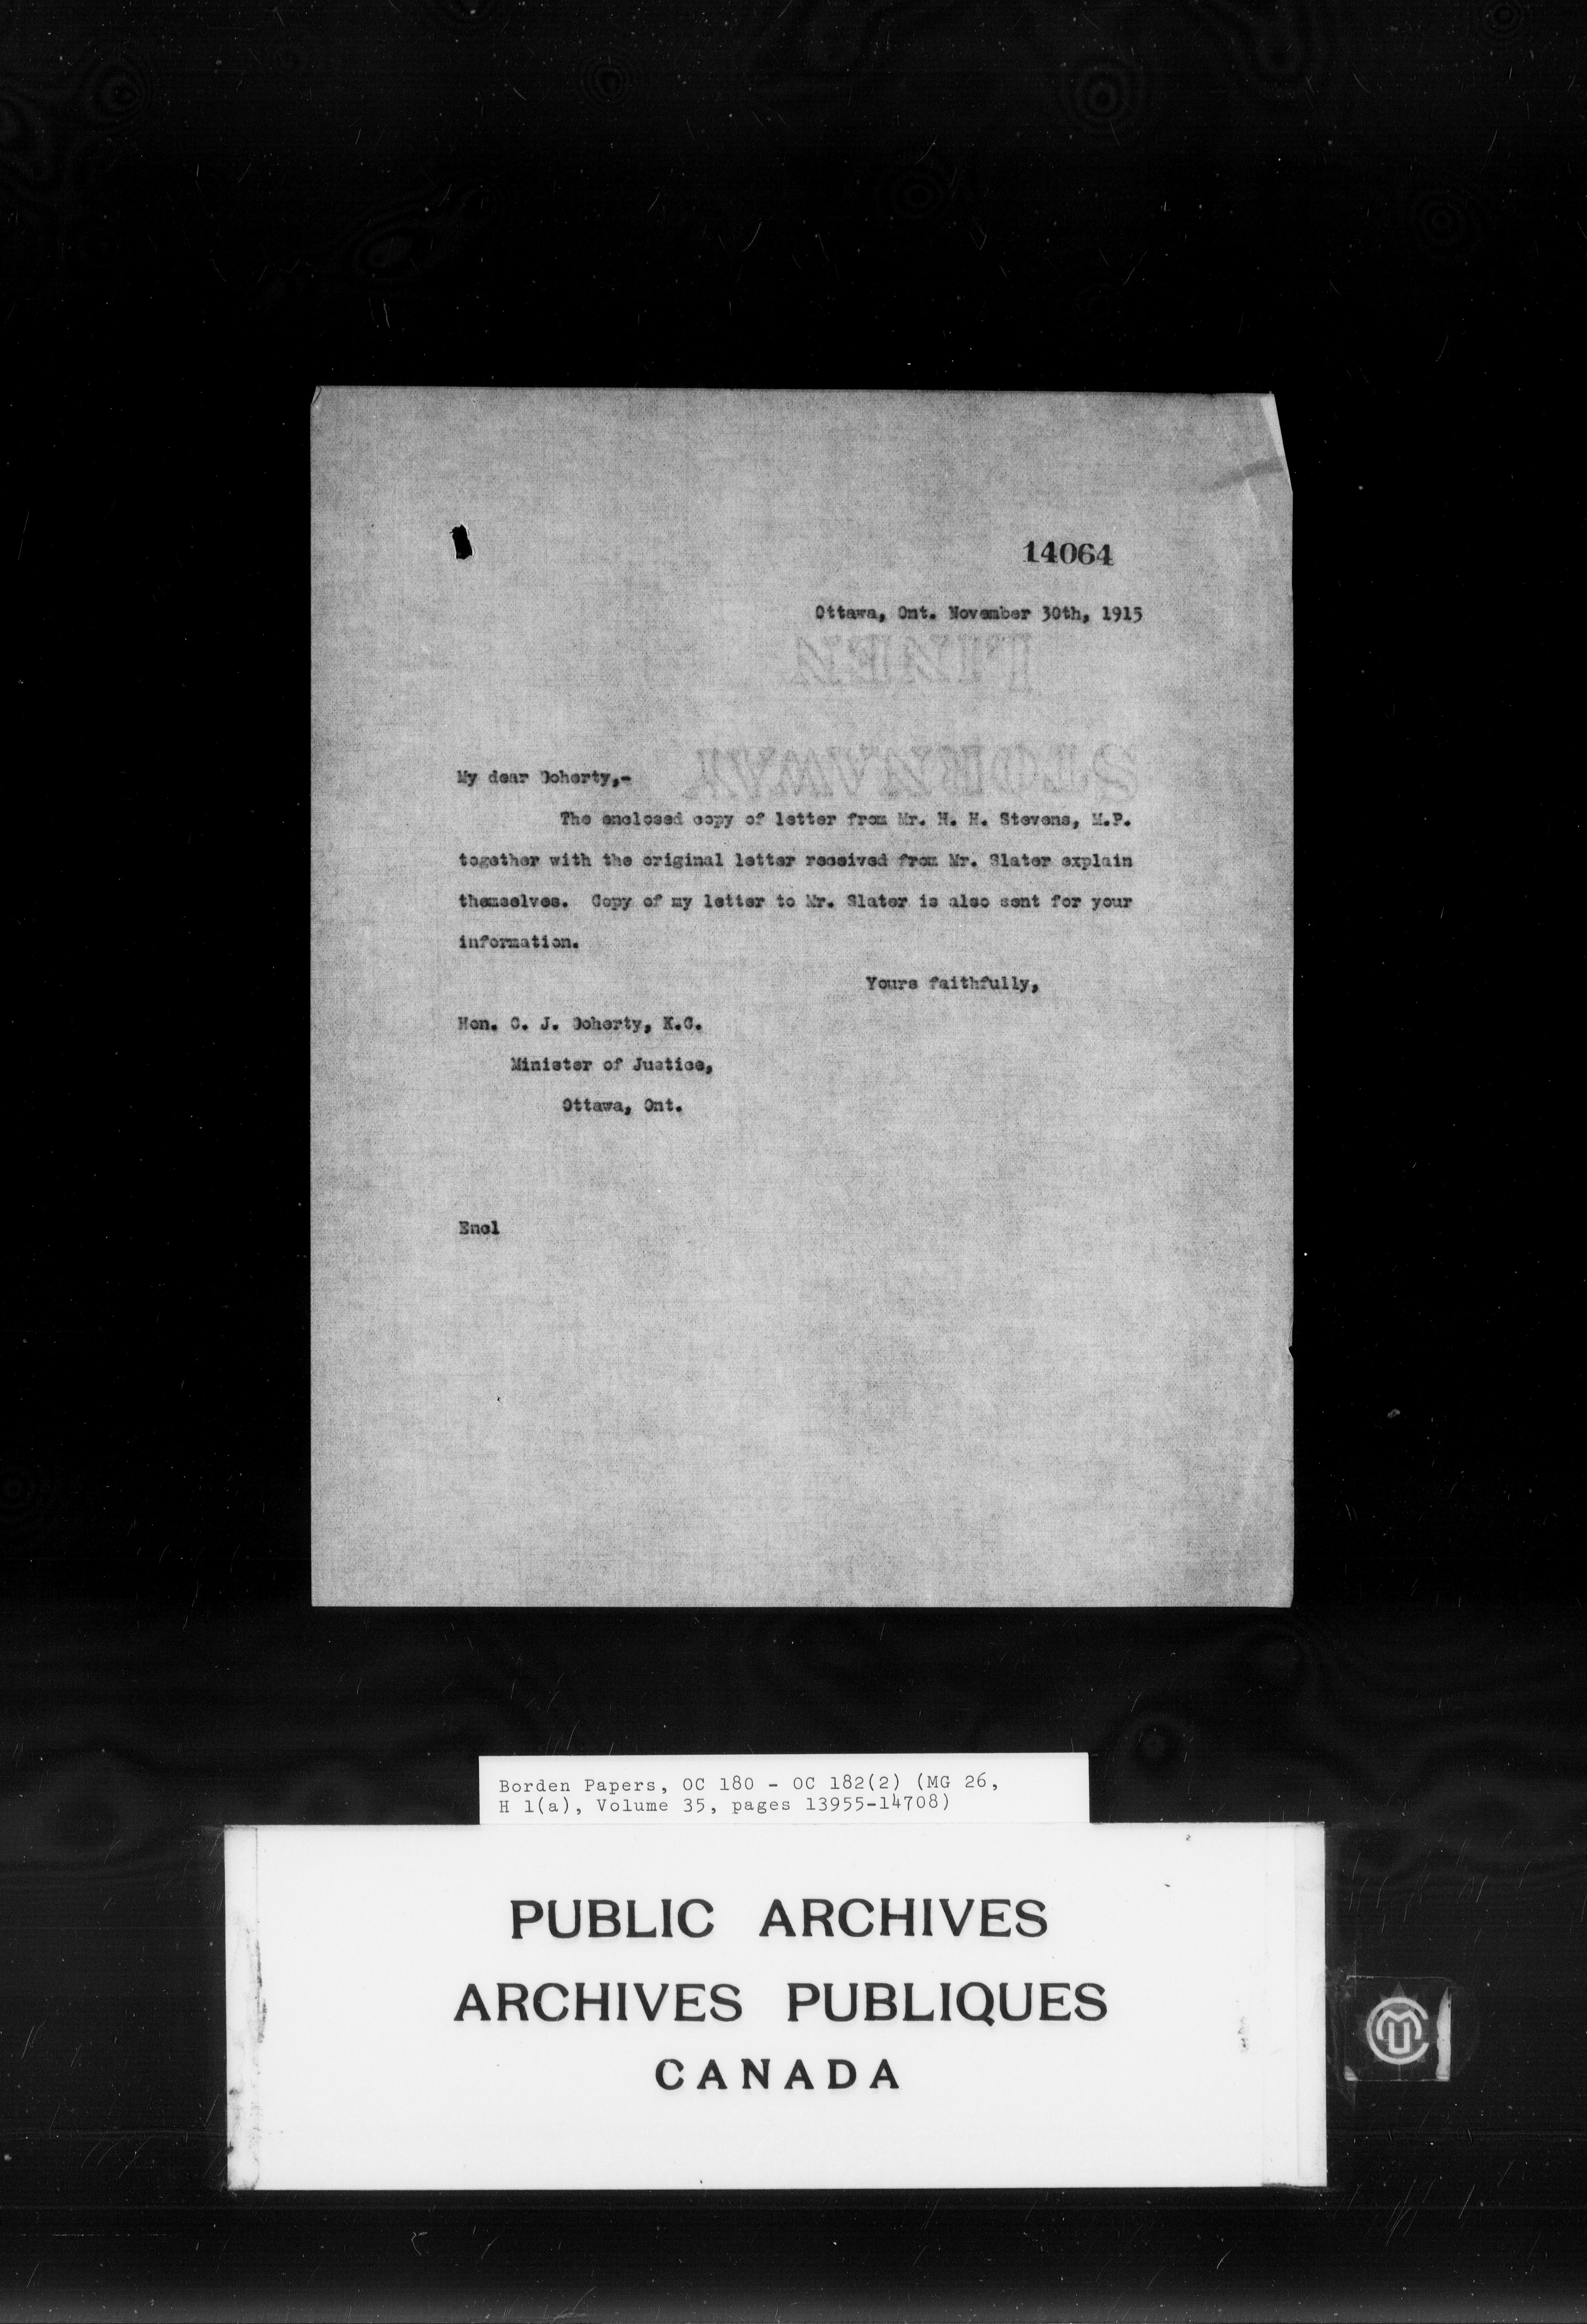 14064
Ottawa, Ont. November 30th, 1915
LINEN
STORNAWAY
My dear Doherty,-
The enclosed copy of letter from Mr. H. H. Stevens, M.P.
together with the original letter received from Mr. Slater explain
themselves. Copy of my letter to Mr. Slater is also sent for your
information.
Yours faithfully,
Hon. C. J. Doherty, K.C.
Minister of Justice,
Ottawa, Ont.
Encl
Borden Papers, OC 180 - OC 182(2) (MG 26,
H 1(a), Volume 35, pages 13955-14708)
PUBLIC ARCHIVES
ARCHIVES PUBLIQUES
CANADA